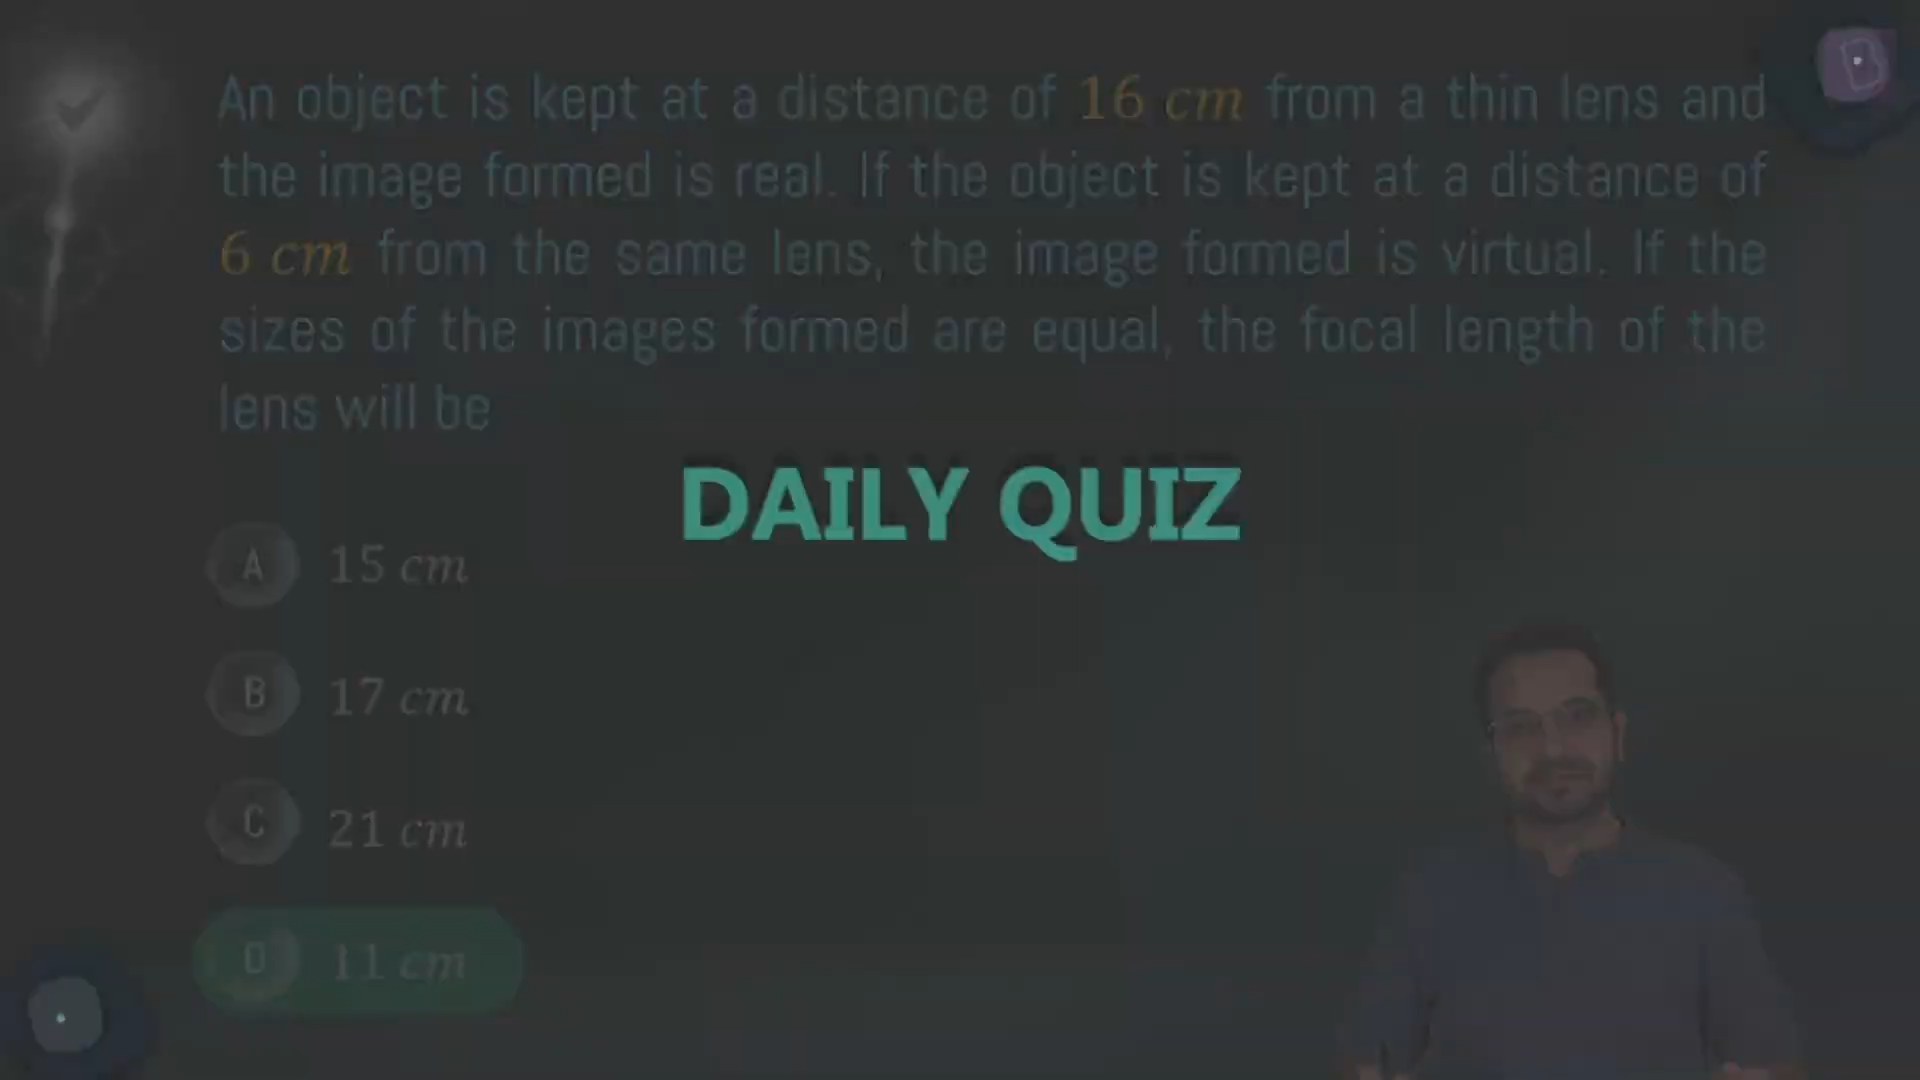 An object is kept at a distance of 16 cm from a thin lens and
the image formed is real. If the object is kept at a distance of
6 cm from the same lens, the image formed is virtual. If the
sizes of the images formed are equal, the focal length of the
lens will be
DAILY QUIZ
A 15 cm
B 17 cm
C 21 cm
D 11 cm